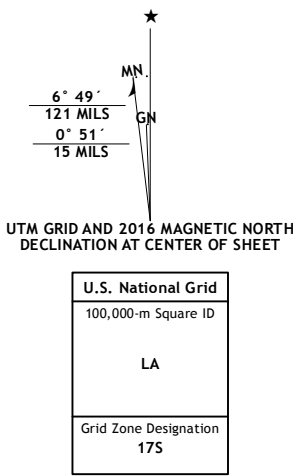 ★
MN.
6° 49´
121 MILS
GN
0° 51´
15 MILS
UTM GRID AND 2016 MAGNETIC NORTH
DECLINATION AT CENTER OF SHEET
U.S. National Grid
100,000-m Square ID
LA
Grid Zone Designation
17S